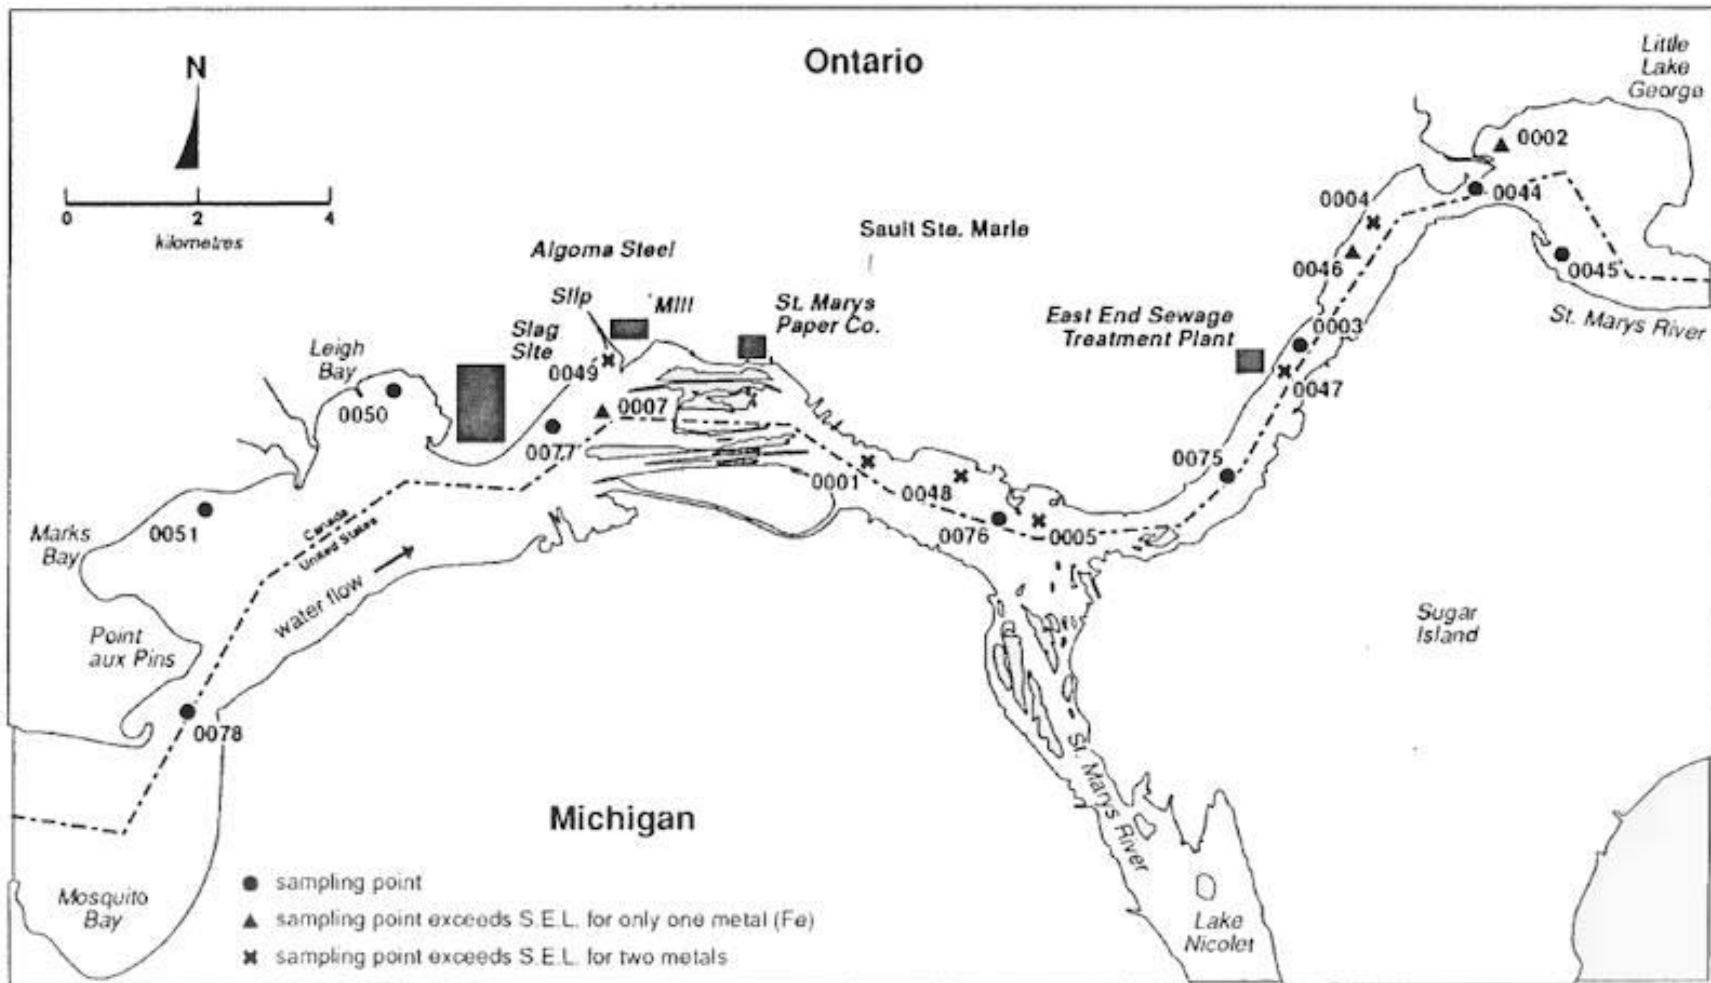 Ontario
Little
Lake
George
N
0002
0 2 4
kilometres
0044
0004
Sault Ste. Marie
Algoma Steel
0046
0045
Slip
Mill
St. Marys
Paper Co.
East End Sewage
Treatment Plant
St. Marys River
0003
Slag
Site
Leigh
Bay
0049
0047
0050
0007
0077
0075
0001
0048
0051
Canada
United States
0076
0005
Marks
Bay
water flow
Point
aux Pins
Sugar
Island
0078
St. Marys River
Michigan
sampling point
Mosquito
Bay
sampling point exceeds S.E.L. for only one metal (Fe)
Lake
Nicolet
sampling point exceeds S.E.L. for two metals